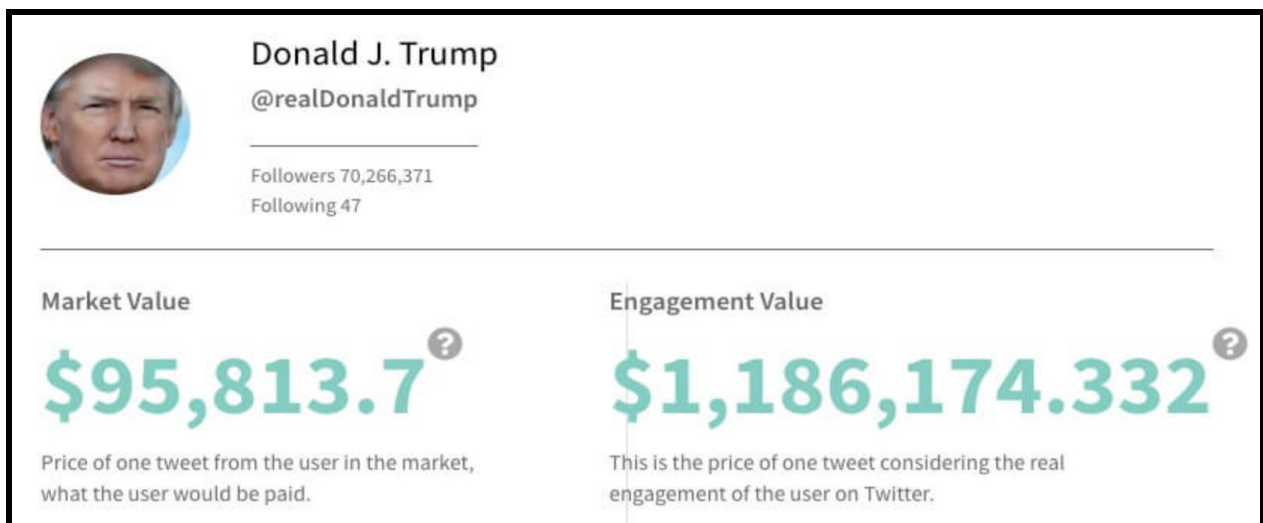 Donald J. Trump
@realDonaldTrump
Followers 70,266,371
Following 47
Market Value
$95,813.7
?
Price of one tweet from the user in the market,
what the user would be paid.
Engagement Value
$1,186,174.332
?
This is the price of one tweet considering the real
engagement of the user on Twitter.